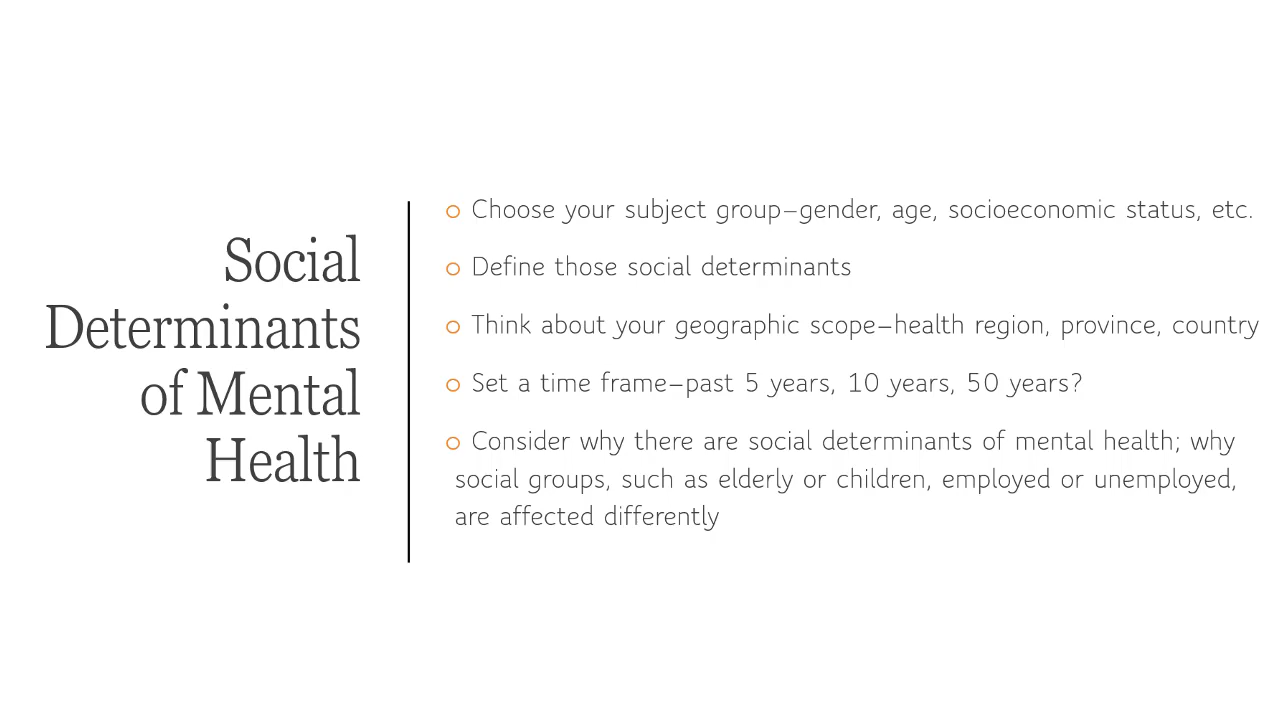 Social
Determinants
of Mental
Health
o Choose your subject group–gender, age, socioeconomic status, etc.
o Define those social determinants
o Think about your geographic scope–health region, province, country
o Set a time frame–past 5 years, 10 years, 50 years?
o Consider why there are social determinants of mental health; why
social groups, such as elderly or children, employed or unemployed,
are affected differently